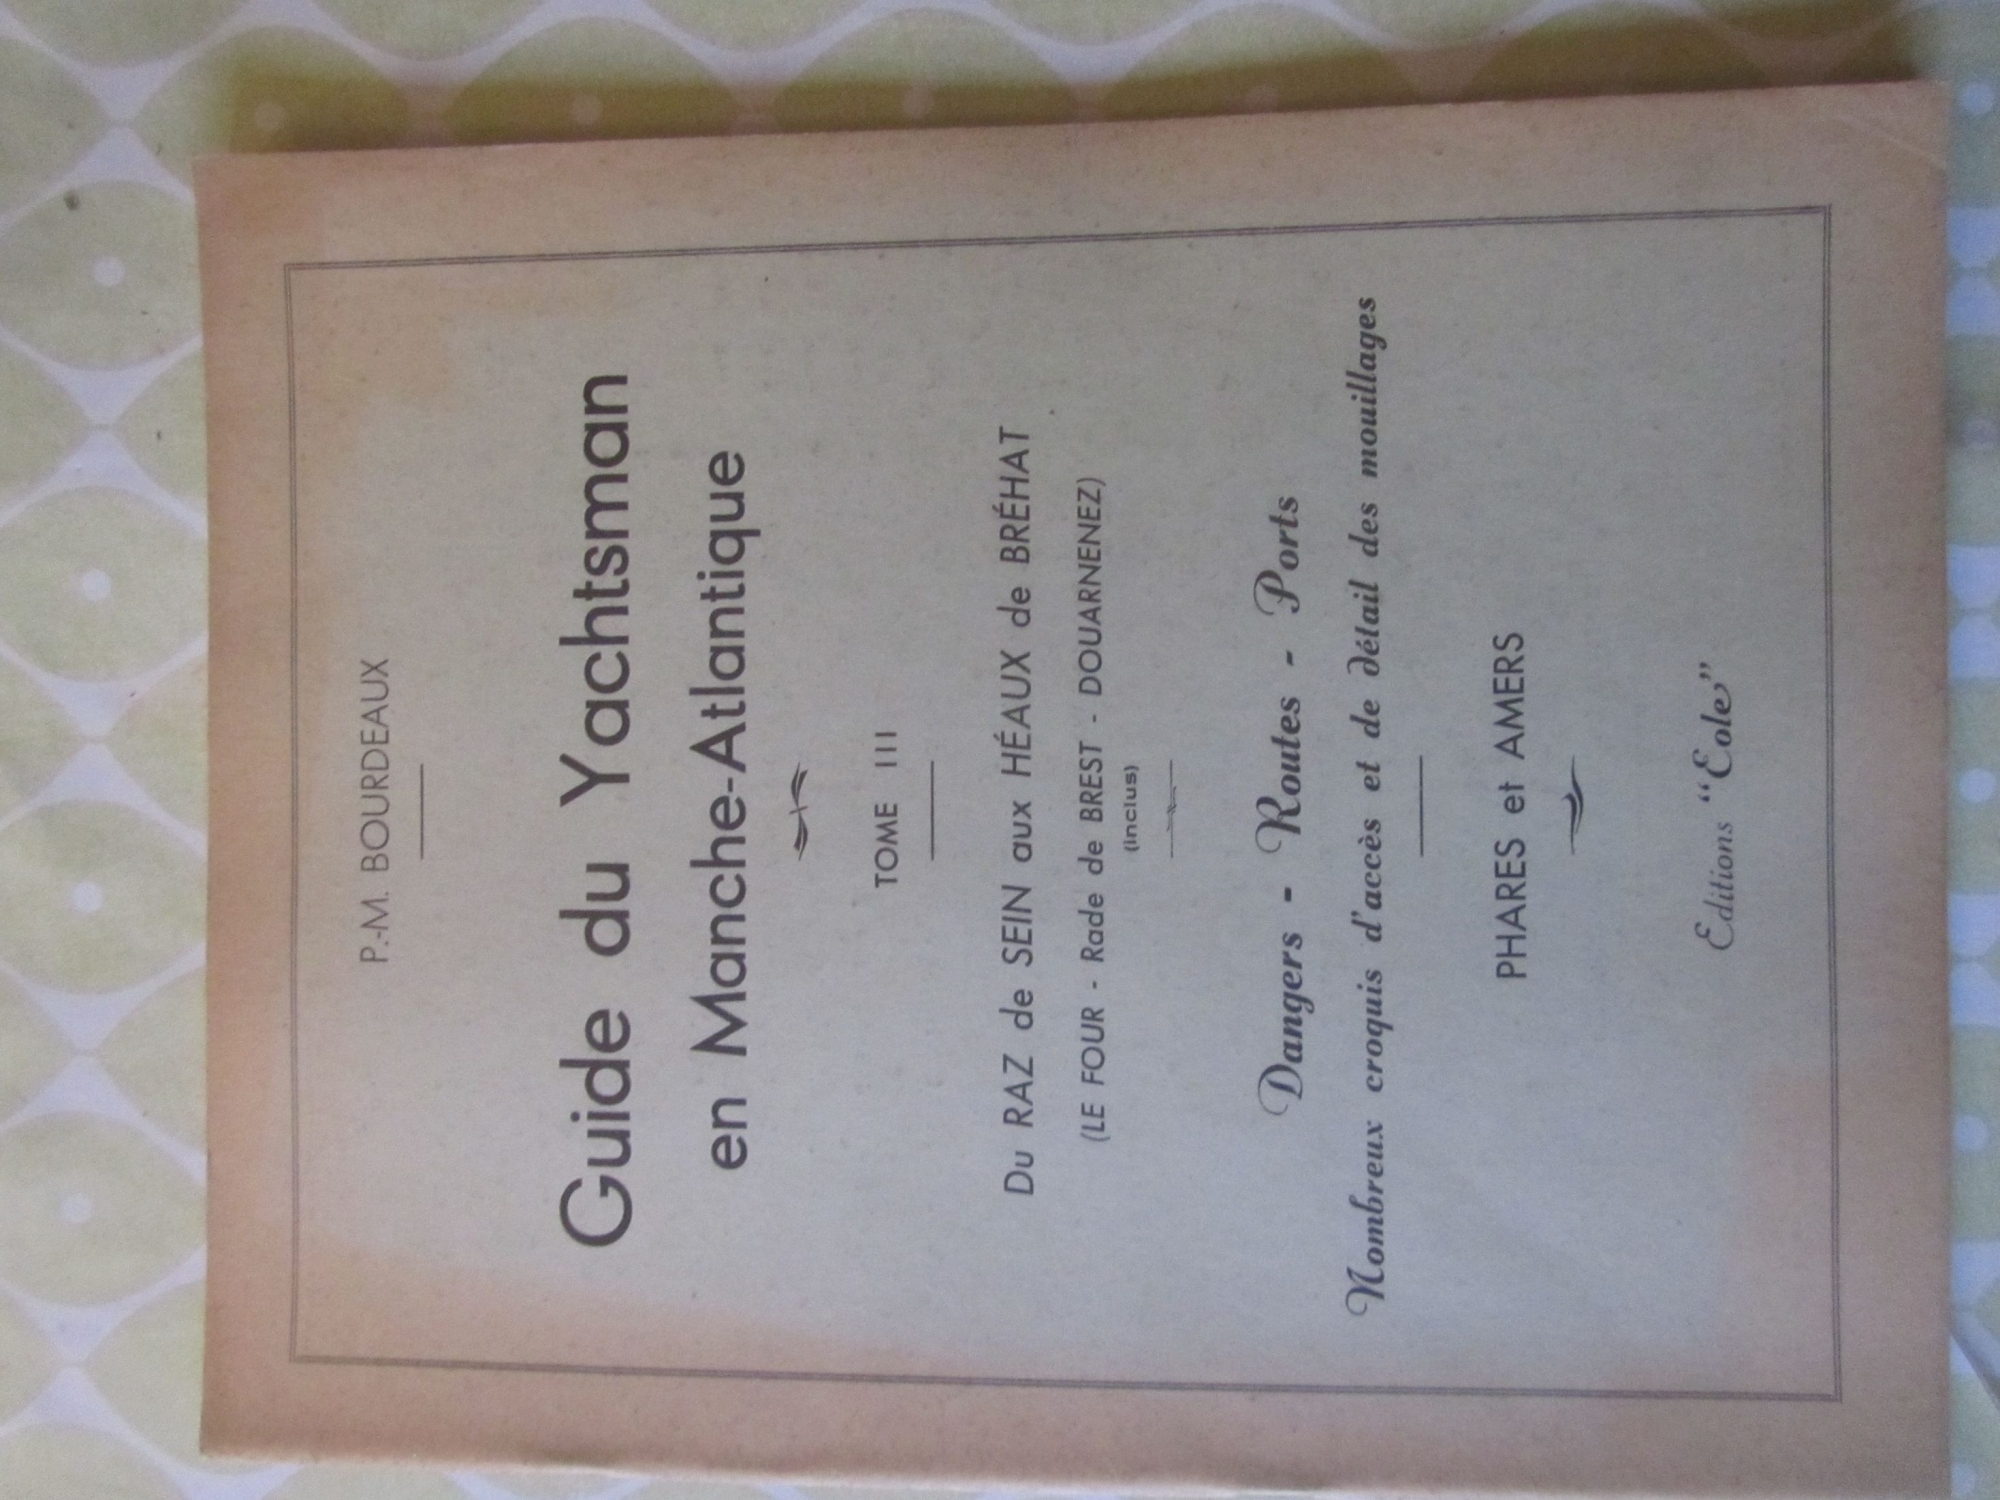 P.-M. BOURDEAUX
Guide du Yachtsman
en Manche-Atlantique
TOME III
Du RAZ de SEIN aux HÉAUX de BRÉHAT
(LE FOUR - Rade de BREST - DOUARNENEZ)
(inclus)
Dangers - Routes - Ports
Nombreux croquis d'accès et de détail des mouillages
PHARES et AMERS
Editions "Eole"